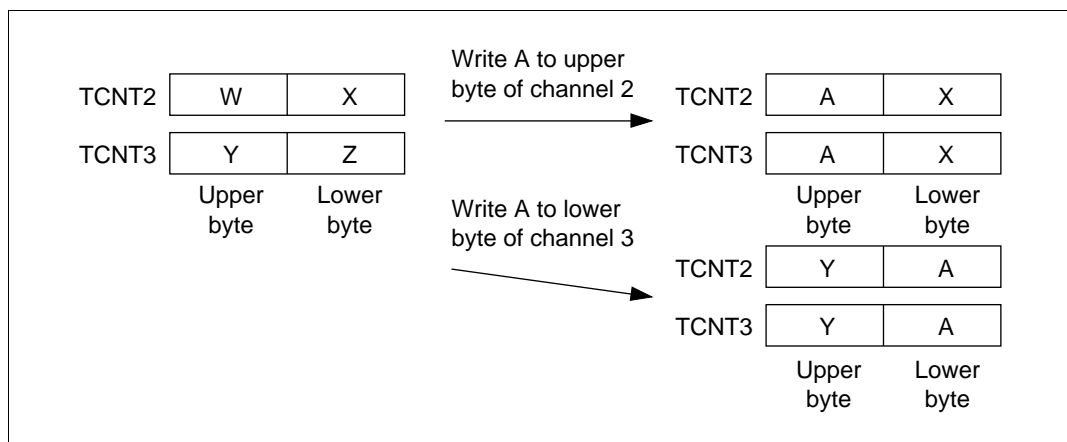 Write A to upper
byte of channel 2
TCNT2 W X
TCNT3 Y Z
Upper byte Lower byte
TCNT2 A X
TCNT3 A X
Upper byte Lower byte
Write A to lower
byte of channel 3
TCNT2 Y A
TCNT3 Y A
Upper byte Lower byte